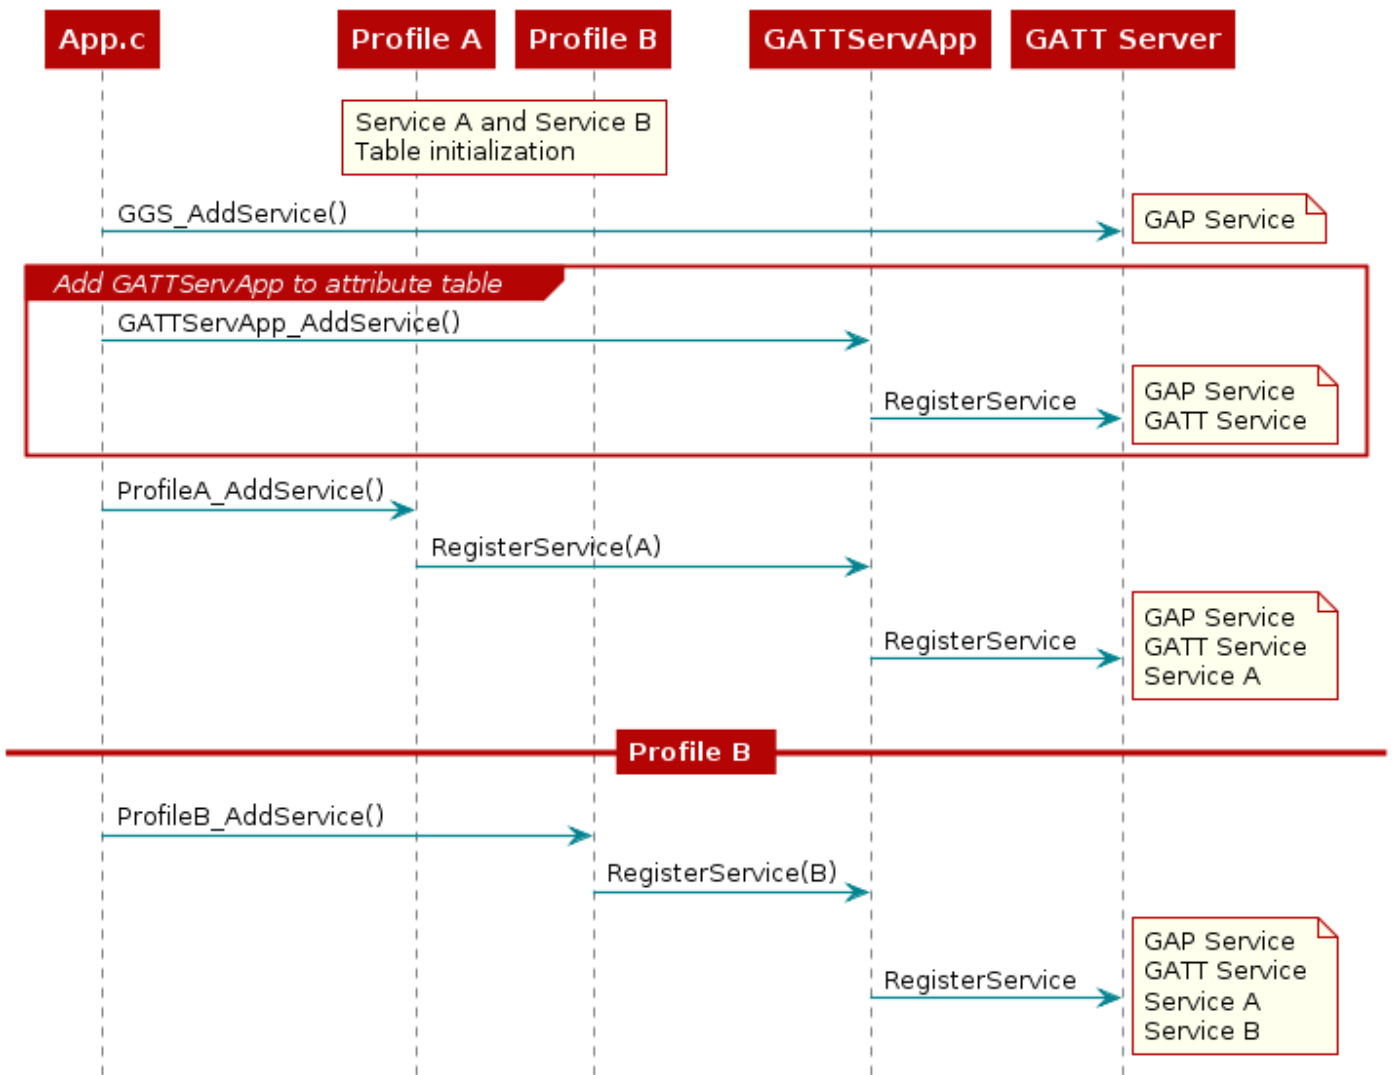 App.c
Profile A
Profile B
GATTServApp
GATT Server
Service A and Service B
Table initialization
GGS_AddService()
GAP Service
Add GATTServApp to attribute table
GATTServApp_AddService()
RegisterService
GAP Service
GATT Service
ProfileA_AddService()
RegisterService(A)
RegisterService
GAP Service
GATT Service
Service A
Profile B
ProfileB_AddService()
RegisterService(B)
RegisterService
GAP Service
GATT Service
Service A
Service B